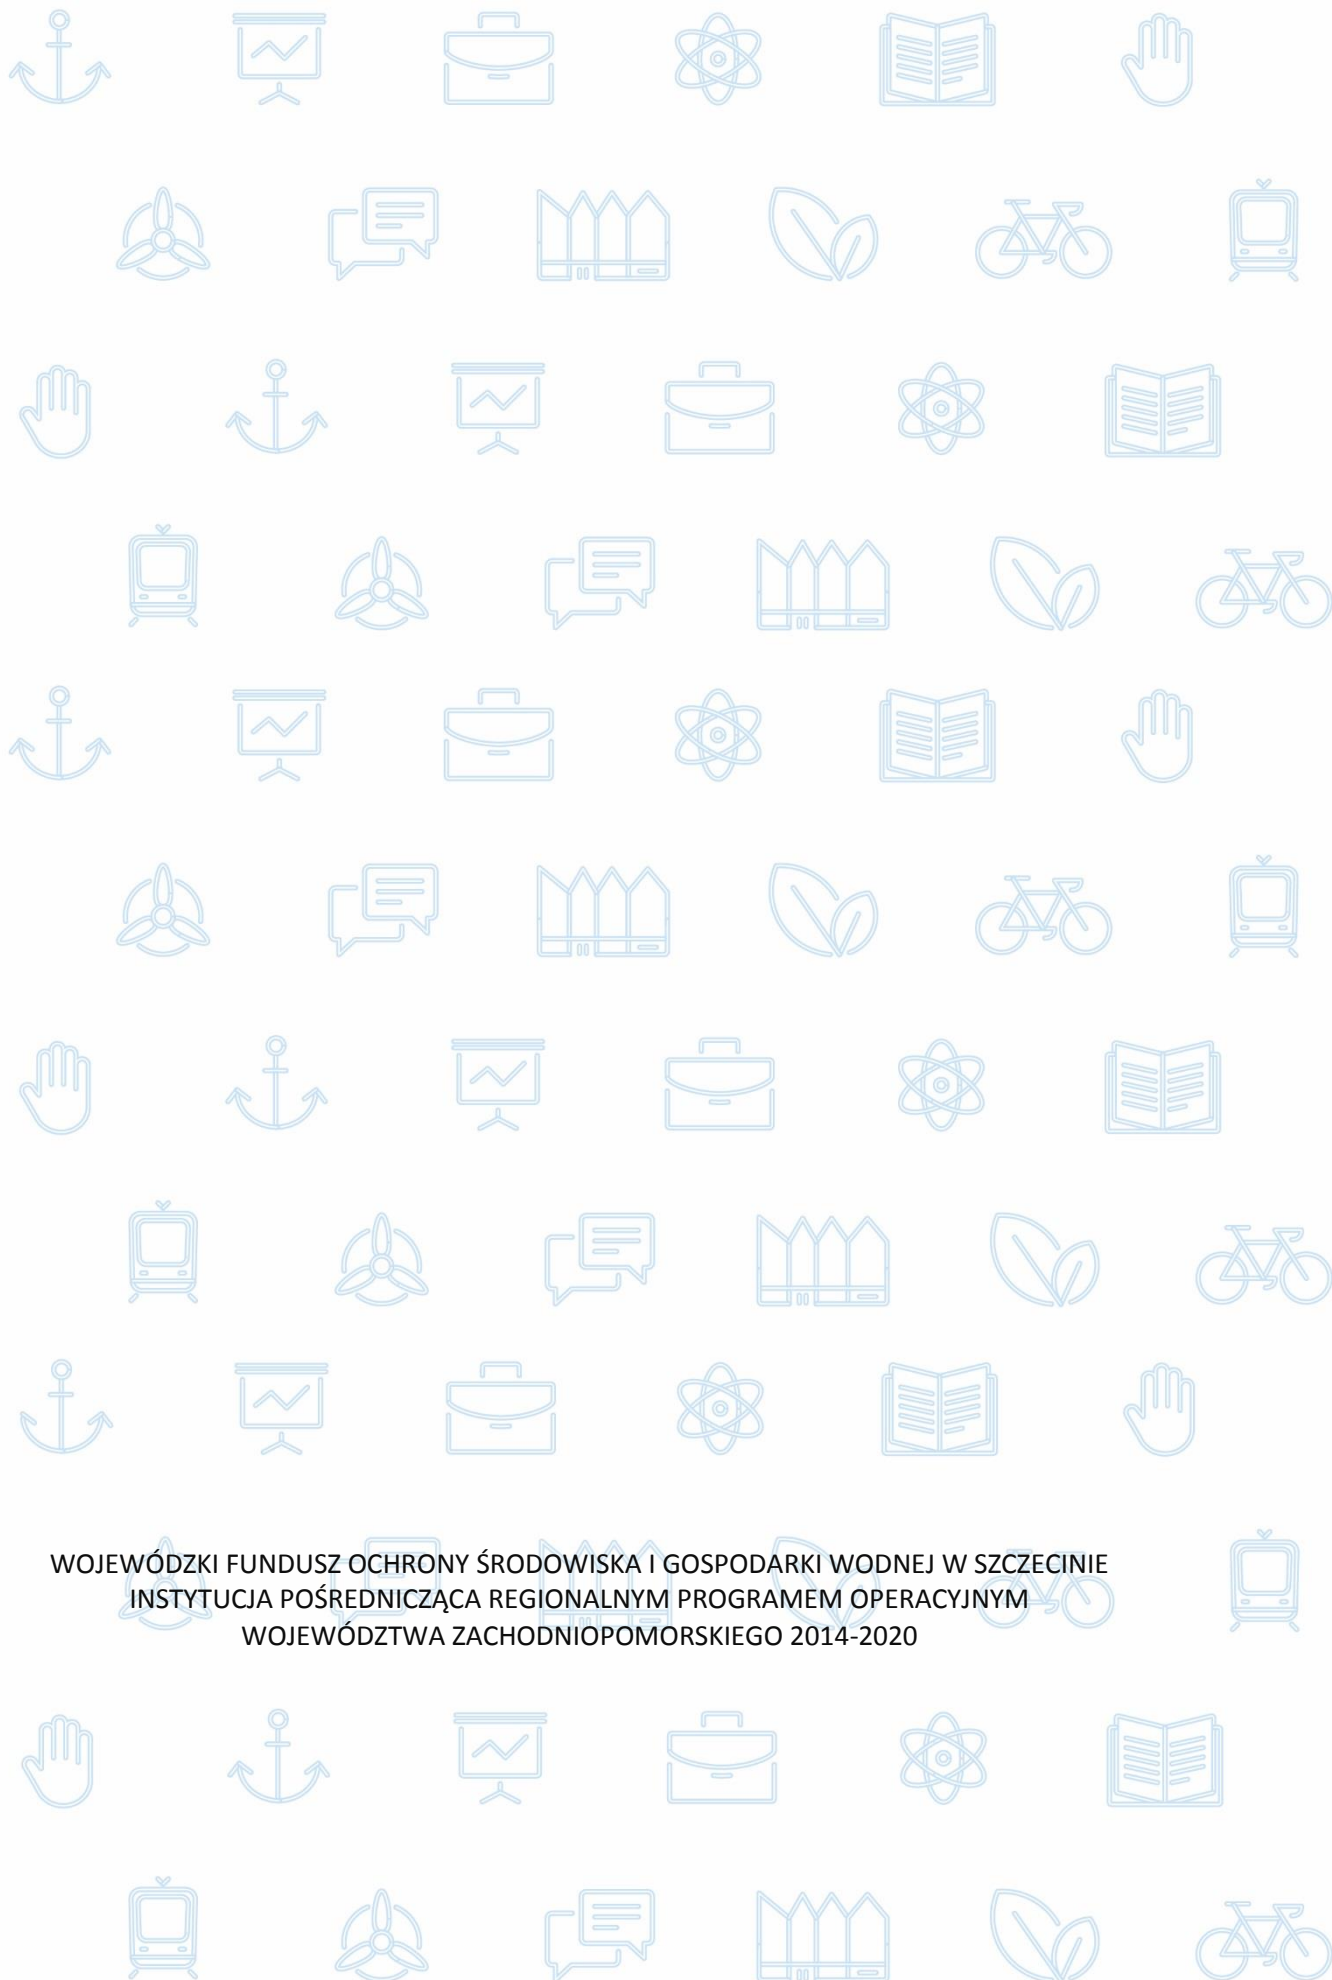 WOJEWÓDZKI FUNDUSZ OCHRONY ŚRODOWISKA I GOSPODARKI WODNEJ W SZCZECINIE
INSTYTUCJA POŚREDNICZĄCA REGIONALNYM PROGRAMEM OPERACYJNYM
WOJEWÓDZTWA ZACHODNIOPOMORSKIEGO 2014-2020